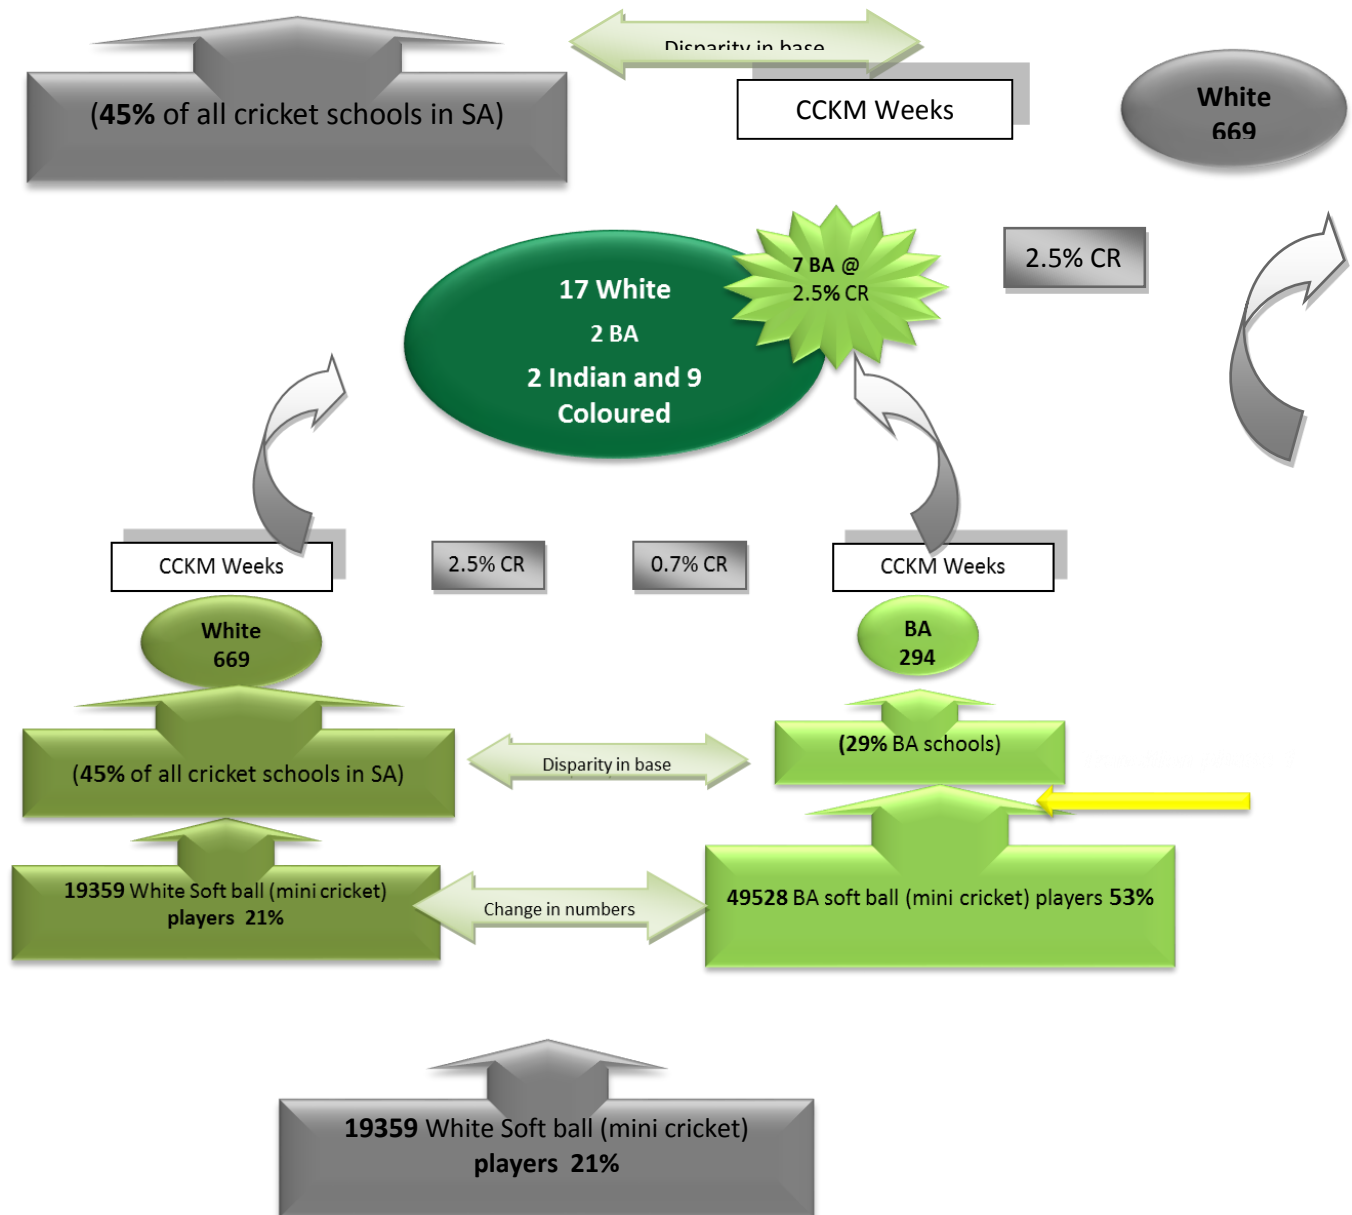 Disparity in base
(45% of all cricket schools in SA)
CCKM Weeks
White
669
7 BA @
2.5% CR
2.5% CR
17 White
2 BA
2 Indian and 9
Coloured
CCKM Weeks
2.5% CR
0.7% CR
CCKM Weeks
White
669
BA
294
(45% of all cricket schools in SA)
Disparity in base
(29% BA schools)
19359 White Soft ball (mini cricket)
players 21%
Change in numbers
49528 BA soft ball (mini cricket) players 53%
19359 White Soft ball (mini cricket)
players 21%